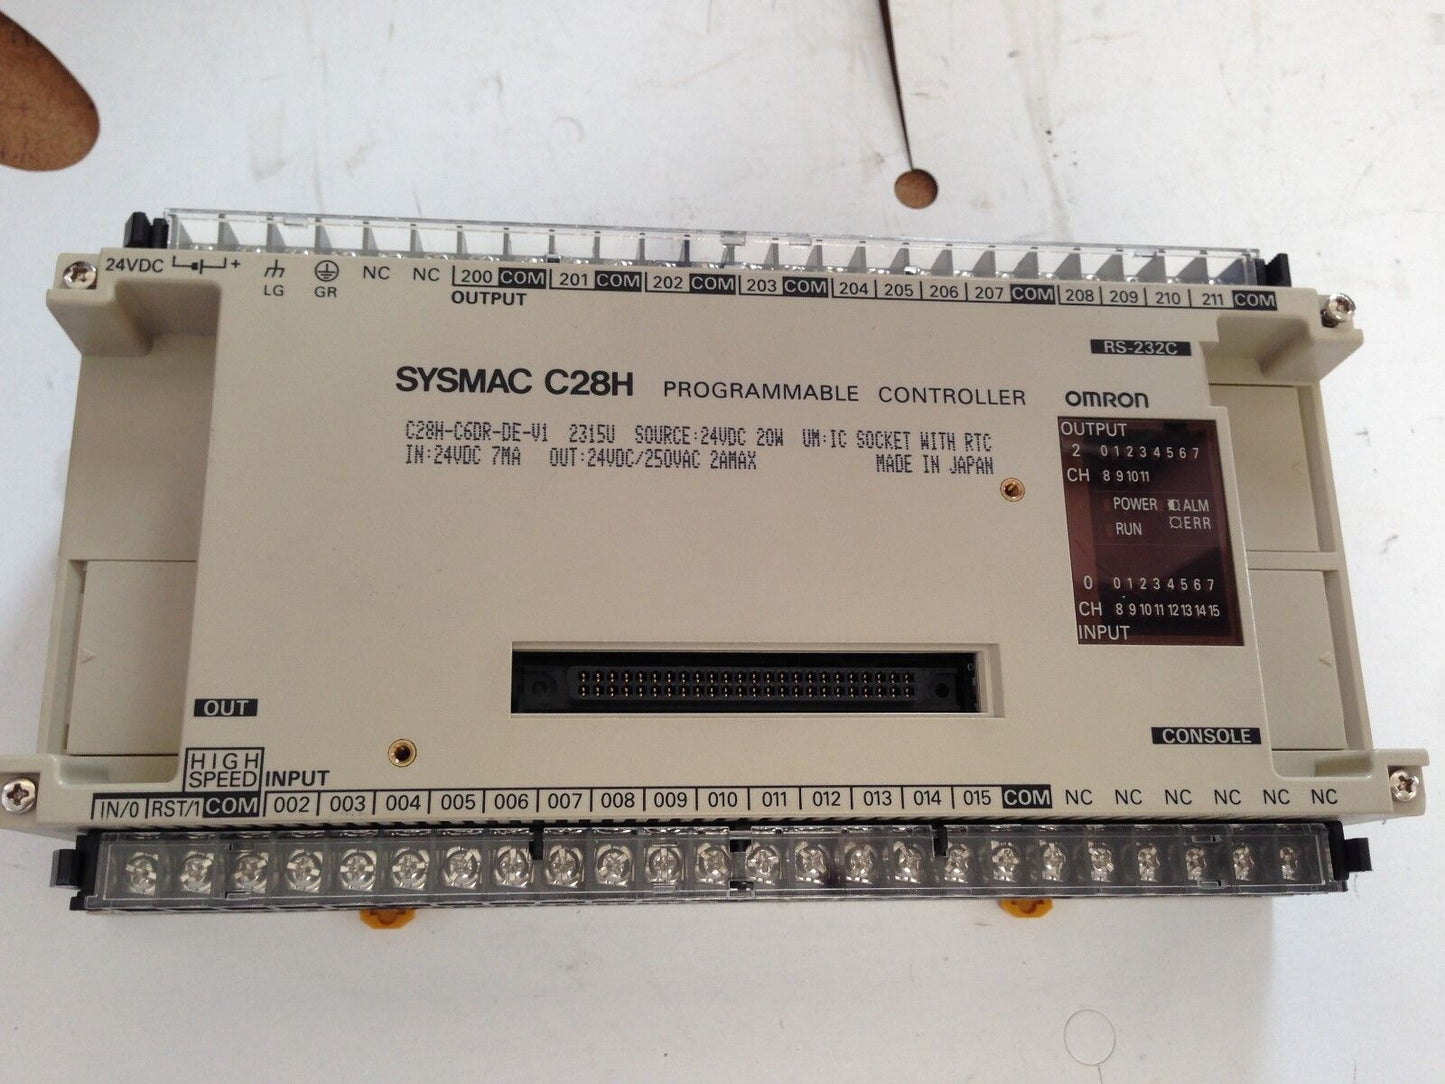 24VDC + LG GR NC NC 200 COM 201 COM 202 COM 203 COM 204 205 206 207 COM 208 209 210 211 COM
OUTPUT
RS-232C
SYSMAC C28H PROGRAMMABLE CONTROLLER
OMRON
C28H-C6DR-DE-V1 2315U SOURCE:24VDC 20W UM:IC SOCKET WITH RTC
IN:24VDC 7MA OUT:24VDC/250VAC 2AMAX MADE IN JAPAN
OUTPUT
2 0 1 2 3 4 5 6 7
CH 8 9 10 11
POWER ALM
RUN ERR
0 0 1 2 3 4 5 6 7
CH 8 9 10 11 12 13 14 15
INPUT
OUT
CONSOLE
HIGH
SPEED INPUT
IN/0 RST/1 COM 002 003 004 005 006 007 008 009 010 011 012 013 014 015 COM NC NC NC NC NC NC